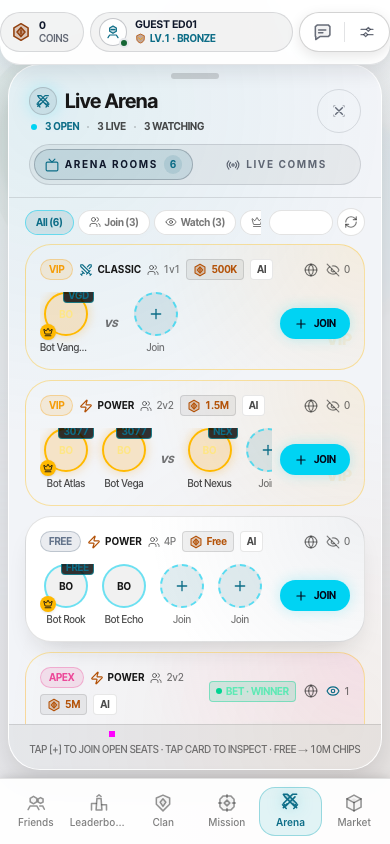 0
COINS
GUEST ED01
LV.1 · BRONZE
Live Arena
3 OPEN · 3 LIVE · 3 WATCHING
ARENA ROOMS 6
LIVE COMMS
All (6) Join (3) Watch (3)
VIP CLASSIC 1v1 500K AI 0
VGD
VS
JOIN
Bot Vang... Join
VIP POWER 2v2 1.5M AI 0
3077 3077 NEX
VS
JOIN
Bot Atlas Bot Vega Bot Nexus Joi
FREE POWER 4P Free AI 0
FREE
BO BO
JOIN
Bot Rook Bot Echo Join Join
APEX POWER 2v2
BET · WINNER 1
5M AI
TAP [+] TO JOIN OPEN SEATS · TAP CARD TO INSPECT · FREE → 10M CHIPS
Friends Leaderbo... Clan Mission Arena Market